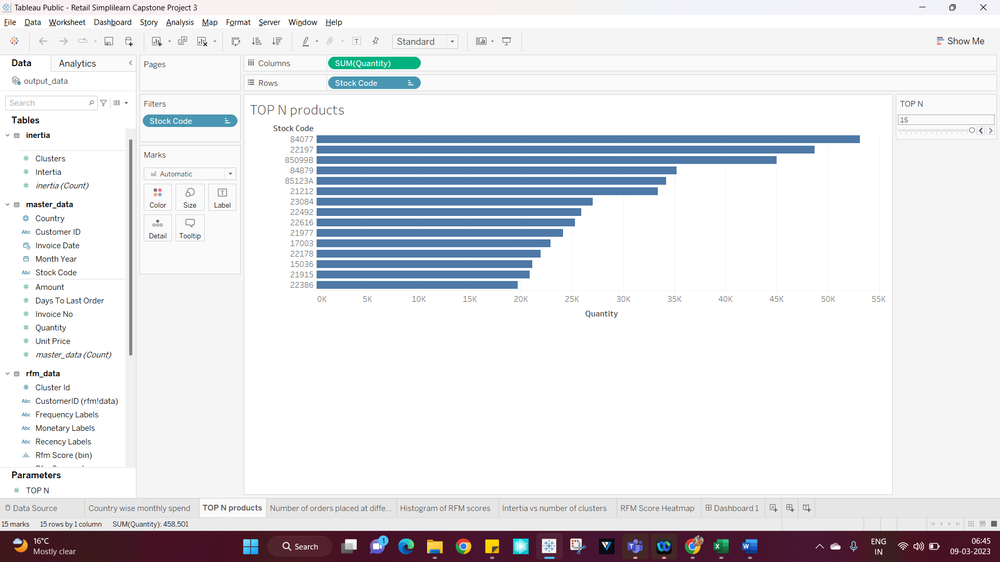 Tableau Public - Retail Simplilearn Capstone Project 3
File Data Worksheet Dashboard Story Analysis Map Format Server Window Help
Standard
Show Me
Data Analytics
output_data
Search
Tables
inertia
Clusters
Intertia
inertia (Count)
master_data
Country
Abc Customer ID
Invoice Date
Month Year
Abc Stock Code
Amount
Days To Last Order
Invoice No
Quantity
Unit Price
master_data (Count)
rfm_data
Cluster Id
Abc CustomerID (rfm!data)
Abc Frequency Labels
Abc Monetary Labels
Abc Recency Labels
Rfm Score (bin)
Parameters
TOP N
Pages
Filters
Stock Code
Marks
Automatic
Color Size Label
Detail Tooltip
Columns SUM(Quantity)
Rows Stock Code
TOP N products
Stock Code
84077
22197
85099B
84879
85123A
21212
23084
22492
22616
21977
17003
22178
15036
21915
22386
0K 5K 10K 15K 20K 25K 30K 35K 40K 45K 50K 55K
Quantity
TOP N
15
Data Source Country wise monthly spend TOP N products Number of orders placed at diffe... Histogram of RFM scores Intertia vs number of clusters RFM Score Heatmap Dashboard 1
15 marks 15 rows by 1 column SUM(Quantity): 458,501
16°C
Mostly clear
Search
1
ENG
IN
06:45
09-03-2023